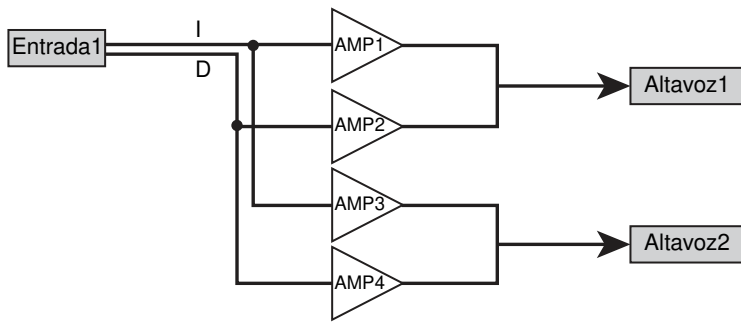 Entrada1
I
D
AMP1
AMP2
AMP3
AMP4
Altavoz1
Altavoz2